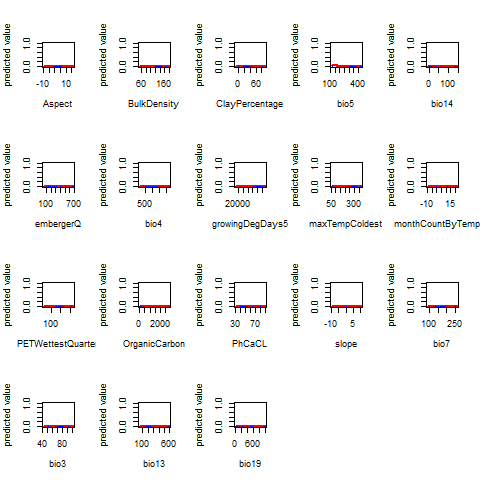 predicted value 0.0 1.0 -10 10 Aspect
predicted value 0.0 1.0 60 160 BulkDensity
predicted value 0.0 1.0 0 60 ClayPercentage
predicted value 0.0 1.0 100 400 bio5
predicted value 0.0 1.0 0 100 bio14
predicted value 0.0 1.0 100 700 embergerQ
predicted value 0.0 1.0 500 bio4
predicted value 0.0 1.0 20000 growingDegDays5
predicted value 0.0 1.0 50 300 maxTempColdest
predicted value 0.0 1.0 -10 15 monthCountByTemp
predicted value 0.0 1.0 100 PETWettestQuarte
predicted value 0.0 1.0 0 2000 OrganicCarbon
predicted value 0.0 1.0 30 70 PhCaCL
predicted value 0.0 1.0 -10 5 slope
predicted value 0.0 1.0 100 250 bio7
predicted value 0.0 1.0 40 80 bio3
predicted value 0.0 1.0 100 600 bio13
predicted value 0.0 1.0 0 600 bio19